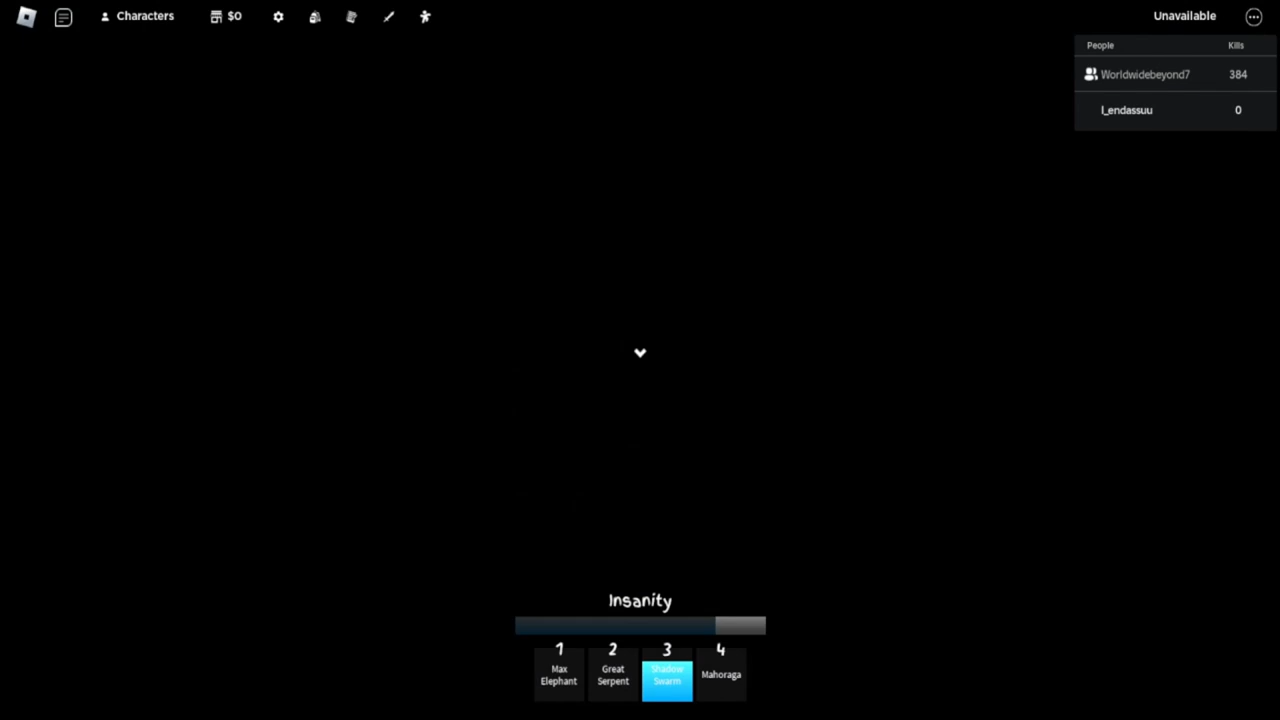 Characters
$0
Unavailable
People Kills
Worldwidebeyond7 384
l_endassuu 0
Insanity
1 2 3 4
Max Elephant
Great Serpent
Shadow Swarm
Mahoraga